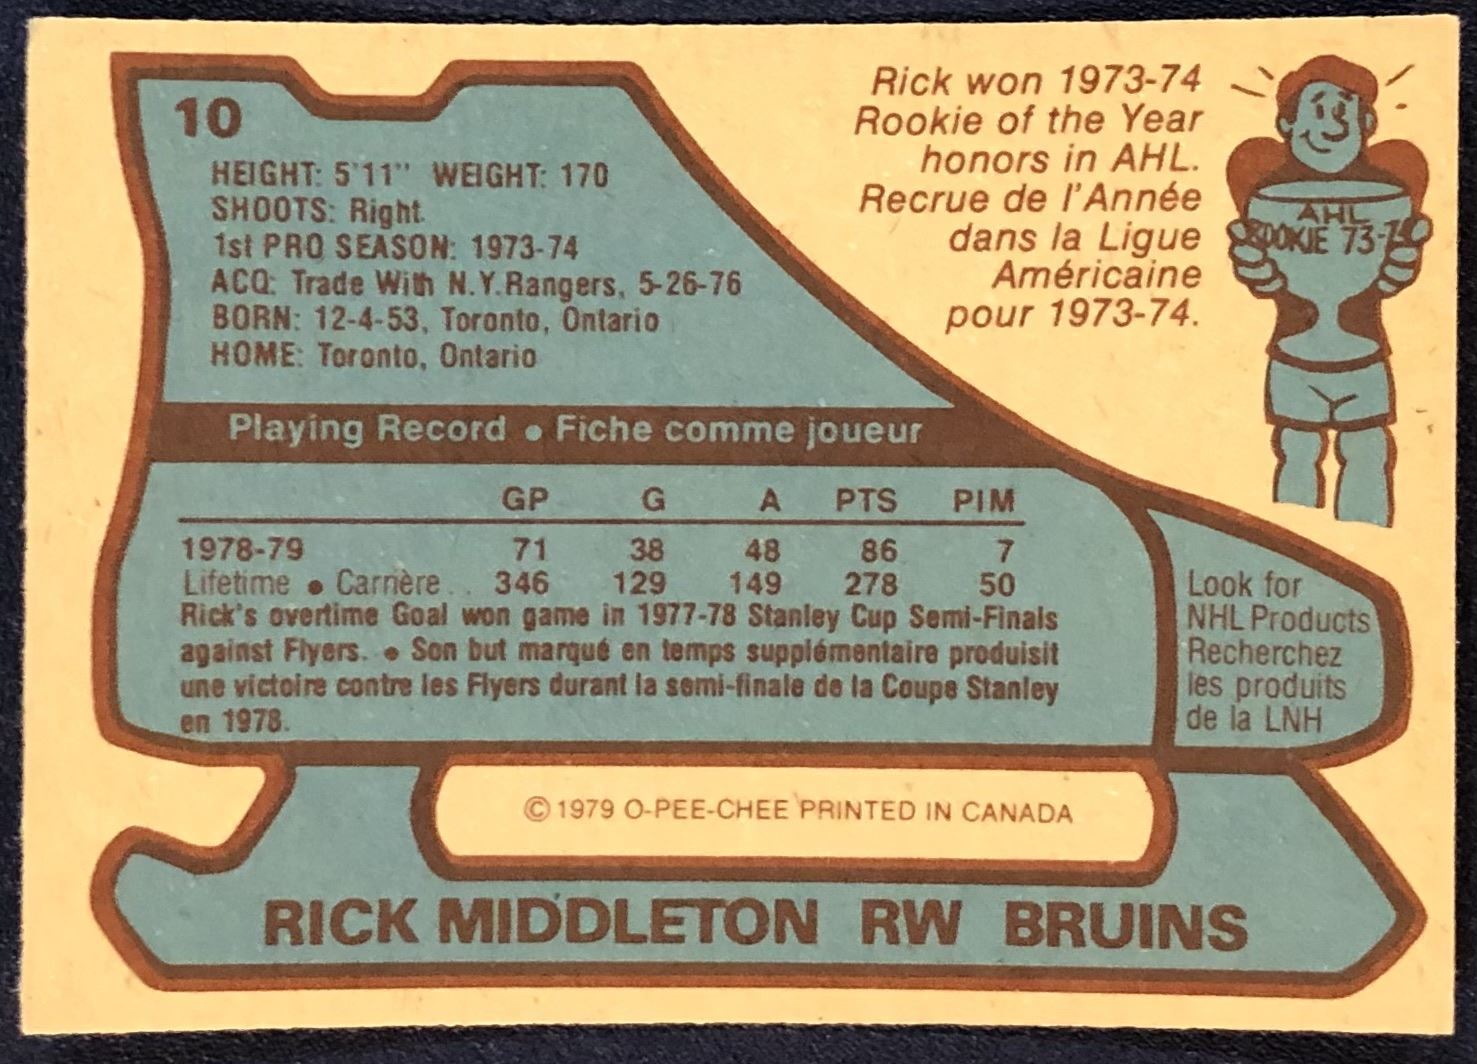 10
HEIGHT: 5'11" WEIGHT: 170
SHOOTS: Right
1st PRO SEASON: 1973-74
ACQ: Trade With N.Y.Rangers, 5-26-76
BORN: 12-4-53, Toronto, Ontario
HOME: Toronto, Ontario
Rick won 1973-74
Rookie of the Year
honors in AHL.
Recrue de l'Année
dans la Ligue
Américaine
pour 1973-74.
AHL
ROOKIE 73-74
Playing Record • Fiche comme joueur
GP G A PTS PIM
1978-79 71 38 48 86 7
Lifetime • Carrière . . 346 129 149 278 50
Rick's overtime Goal won game in 1977-78 Stanley Cup Semi-Finals
against Flyers. • Son but marqué en temps supplémentaire produisit
une victoire contre les Flyers durant la semi-finale de la Coupe Stanley
en 1978.
Look for
NHL Products
Recherchez
les produits
de la LNH
© 1979 O-PEE-CHEE PRINTED IN CANADA
RICK MIDDLETON RW BRUINS